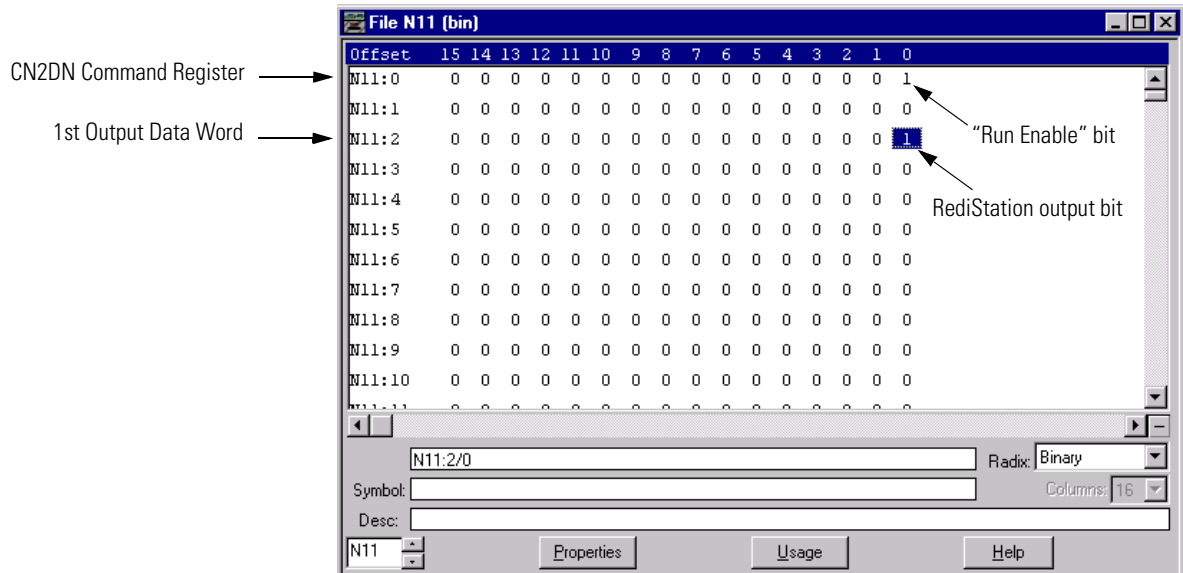 File N11 (bin)
Offset 15 14 13 12 11 10 9 8 7 6 5 4 3 2 1 0
CN2DN Command Register
N11:0 0 0 0 0 0 0 0 0 0 0 0 0 0 0 0 1
N11:1 0 0 0 0 0 0 0 0 0 0 0 0 0 0 0 0
"Run Enable" bit
1st Output Data Word
N11:2 0 0 0 0 0 0 0 0 0 0 0 0 0 0 0 1
N11:3 0 0 0 0 0 0 0 0 0 0 0 0 0 0 0 0
RediStation output bit
N11:4 0 0 0 0 0 0 0 0 0 0 0 0 0 0 0 0
N11:5 0 0 0 0 0 0 0 0 0 0 0 0 0 0 0 0
N11:6 0 0 0 0 0 0 0 0 0 0 0 0 0 0 0 0
N11:7 0 0 0 0 0 0 0 0 0 0 0 0 0 0 0 0
N11:8 0 0 0 0 0 0 0 0 0 0 0 0 0 0 0 0
N11:9 0 0 0 0 0 0 0 0 0 0 0 0 0 0 0 0
N11:10 0 0 0 0 0 0 0 0 0 0 0 0 0 0 0 0
N11:2/0
Radix: Binary
Symbol:
Columns: 16
Desc:
N11
Properties
Usage
Help